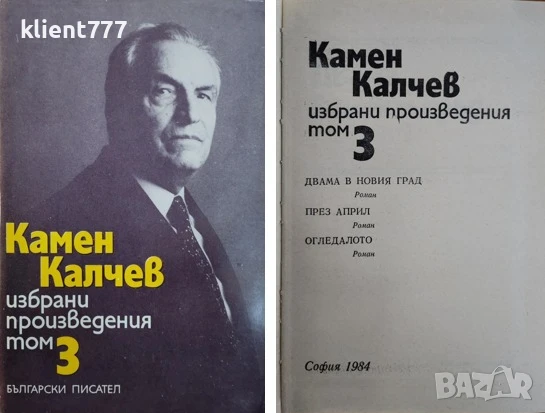 klient777
Камен
Калчев
избрани
произведения
том 3
БЪЛГАРСКИ ПИСАТЕЛ
Камен
Калчев
избрани произведения
том 3
ДВАМА В НОВИЯ ГРАД
Роман
ПРЕЗ АПРИЛ
Роман
ОГЛЕДАЛОТО
Роман
София 1984
BAZAR